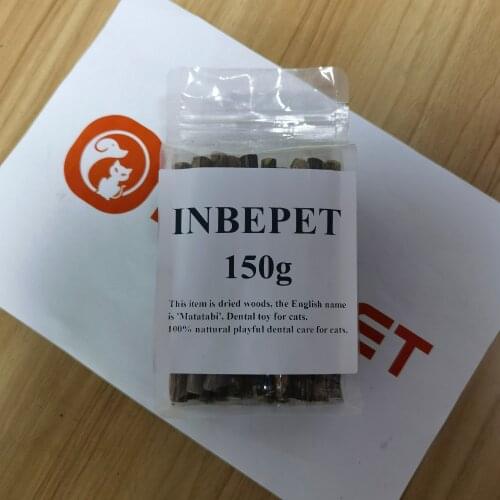 INBEPET
150g
This item is dried woods, the English name
is 'Matatabi'. Dental toy for cats.
100% nattural playful dental care for cats.
ET